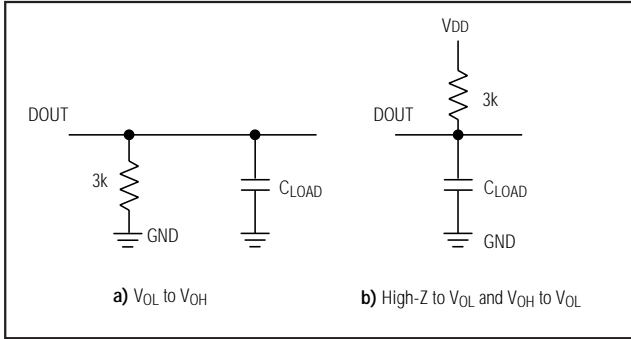 DOUT
3k
GND
CLOAD
a) VOL to VOH
VDD
3k
DOUT
CLOAD
GND
b) High-Z to VOL and VOH to VOL